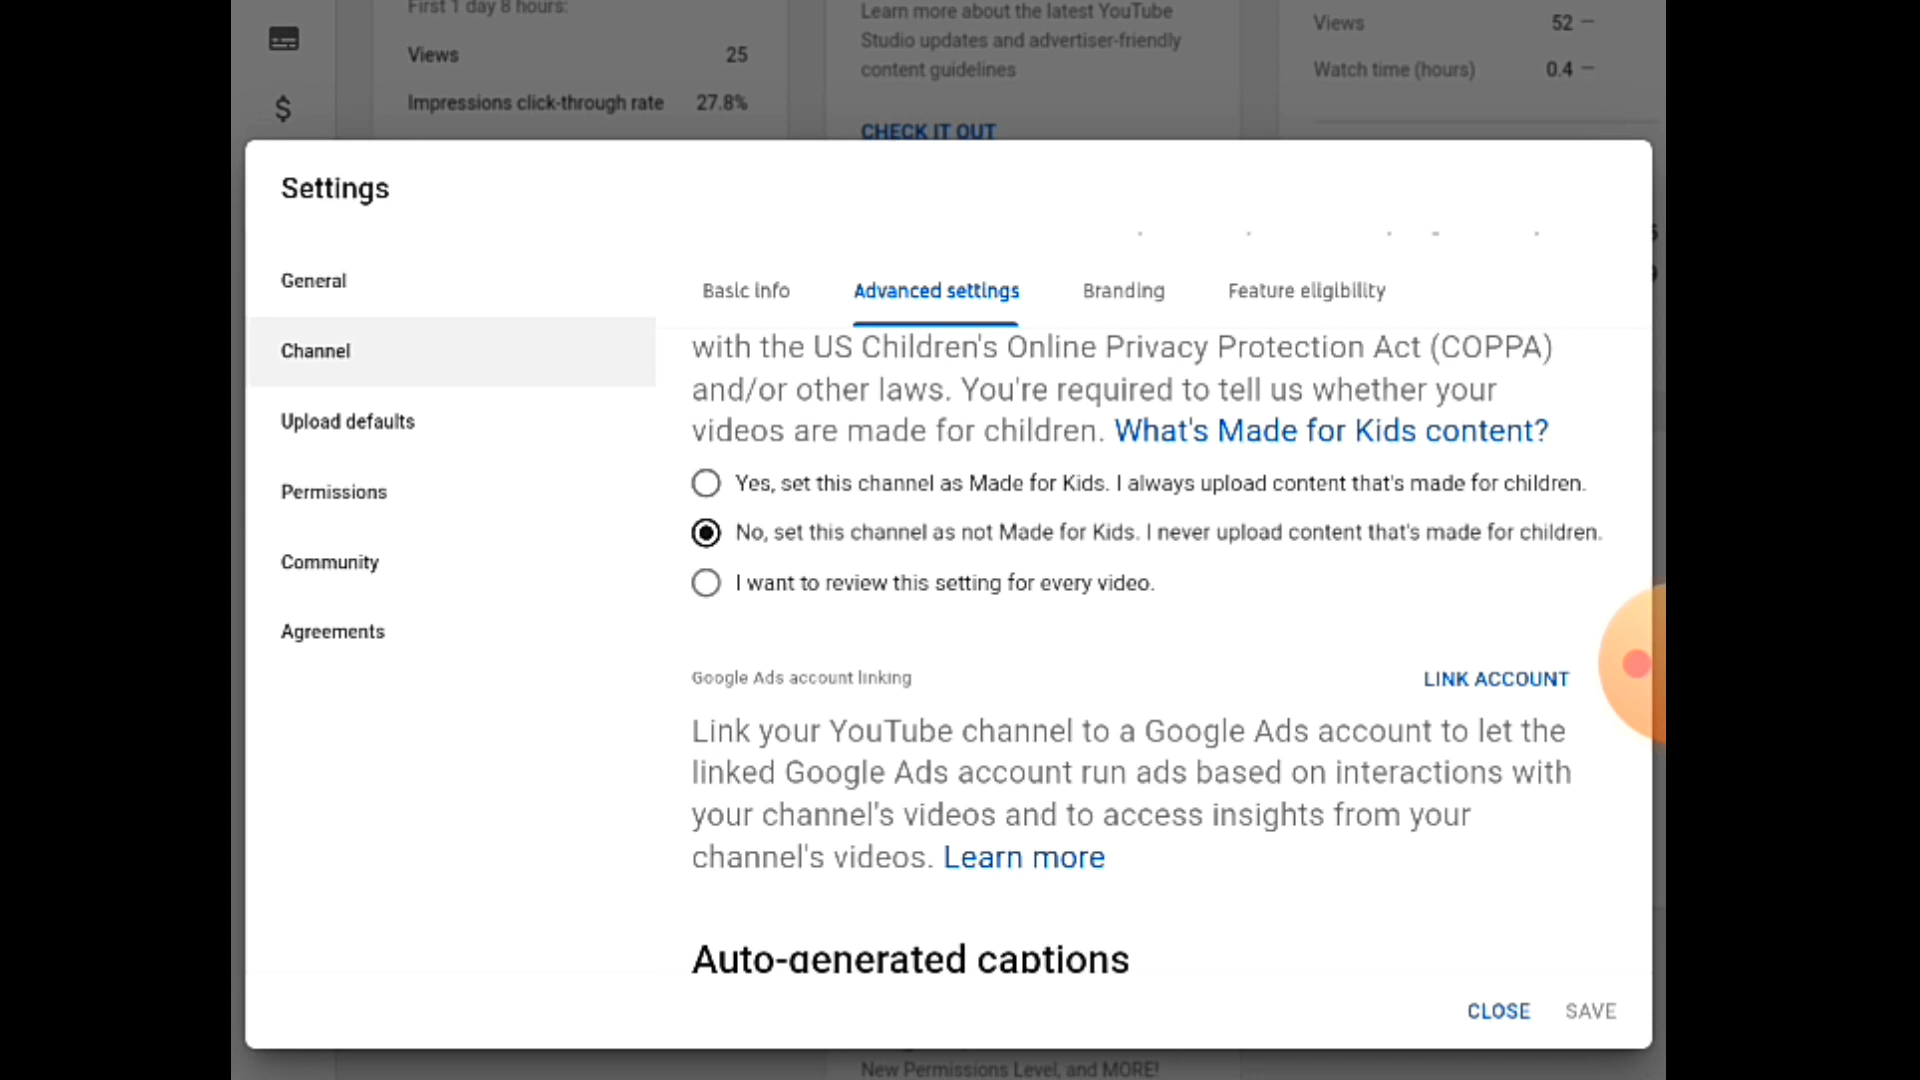 First 1 day 8 hours:
Views 25
Impressions click-through rate 27.8%
Learn more about the latest YouTube
Studio updates and advertiser-friendly
content guidelines
CHECK IT OUT
Views 52 —
Watch time (hours) 0.4 —
Settings
General
Channel
Upload defaults
Permissions
Community
Agreements
Basic info Advanced settings Branding Feature eligibility
with the US Children's Online Privacy Protection Act (COPPA)
and/or other laws. You're required to tell us whether your
videos are made for children. What's Made for Kids content?
Yes, set this channel as Made for Kids. I always upload content that's made for children.
No, set this channel as not Made for Kids. I never upload content that's made for children.
I want to review this setting for every video.
Google Ads account linking LINK ACCOUNT
Link your YouTube channel to a Google Ads account to let the
linked Google Ads account run ads based on interactions with
your channel's videos and to access insights from your
channel's videos. Learn more
Auto-generated captions
CLOSE SAVE
New Permissions Level, and MORE!